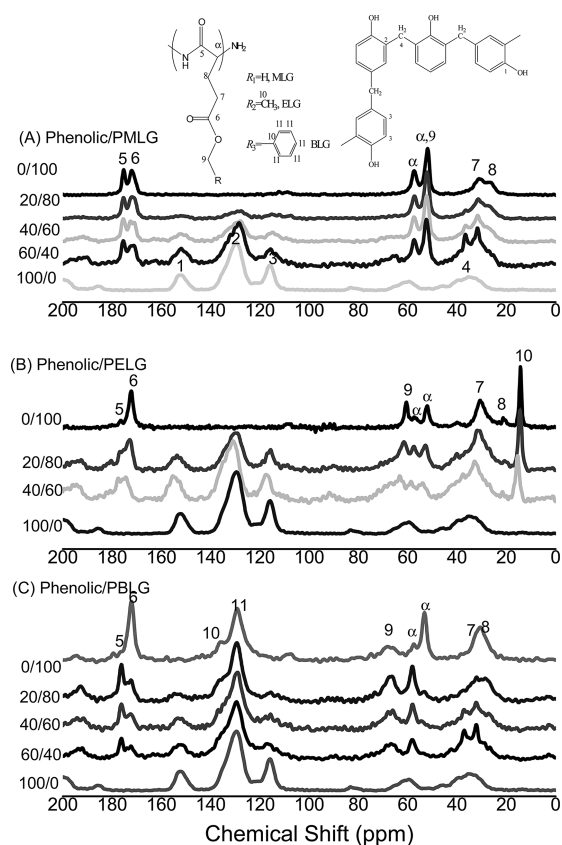 O
OH
OH
H
2
C
H
2
C
α
NH2
N
H
5
2
4
8
R1=H, MLG
OH
1
7
10
R2=CH3, ELG
CH2
O
6
O
11 11
R3= 10 11 BLG
11 11
3
3
9
R
OH
(A) Phenolic/PMLG
0/100
20/80
40/60
60/40
100/0
5 6
1
2
3
α
α,9
7
8
4
200 180 160 140 120 100 80 60 40 20 0
(B) Phenolic/PELG
0/100
20/80
40/60
100/0
5
6
9
α
α
7
8
10
200 180 160 140 120 100 80 60 40 20 0
(C) Phenolic/PBLG
0/100
20/80
40/60
60/40
100/0
5
6
10
11
9
α
α
7 8
200 180 160 140 120 100 80 60 40 20 0
Chemical Shift (ppm)